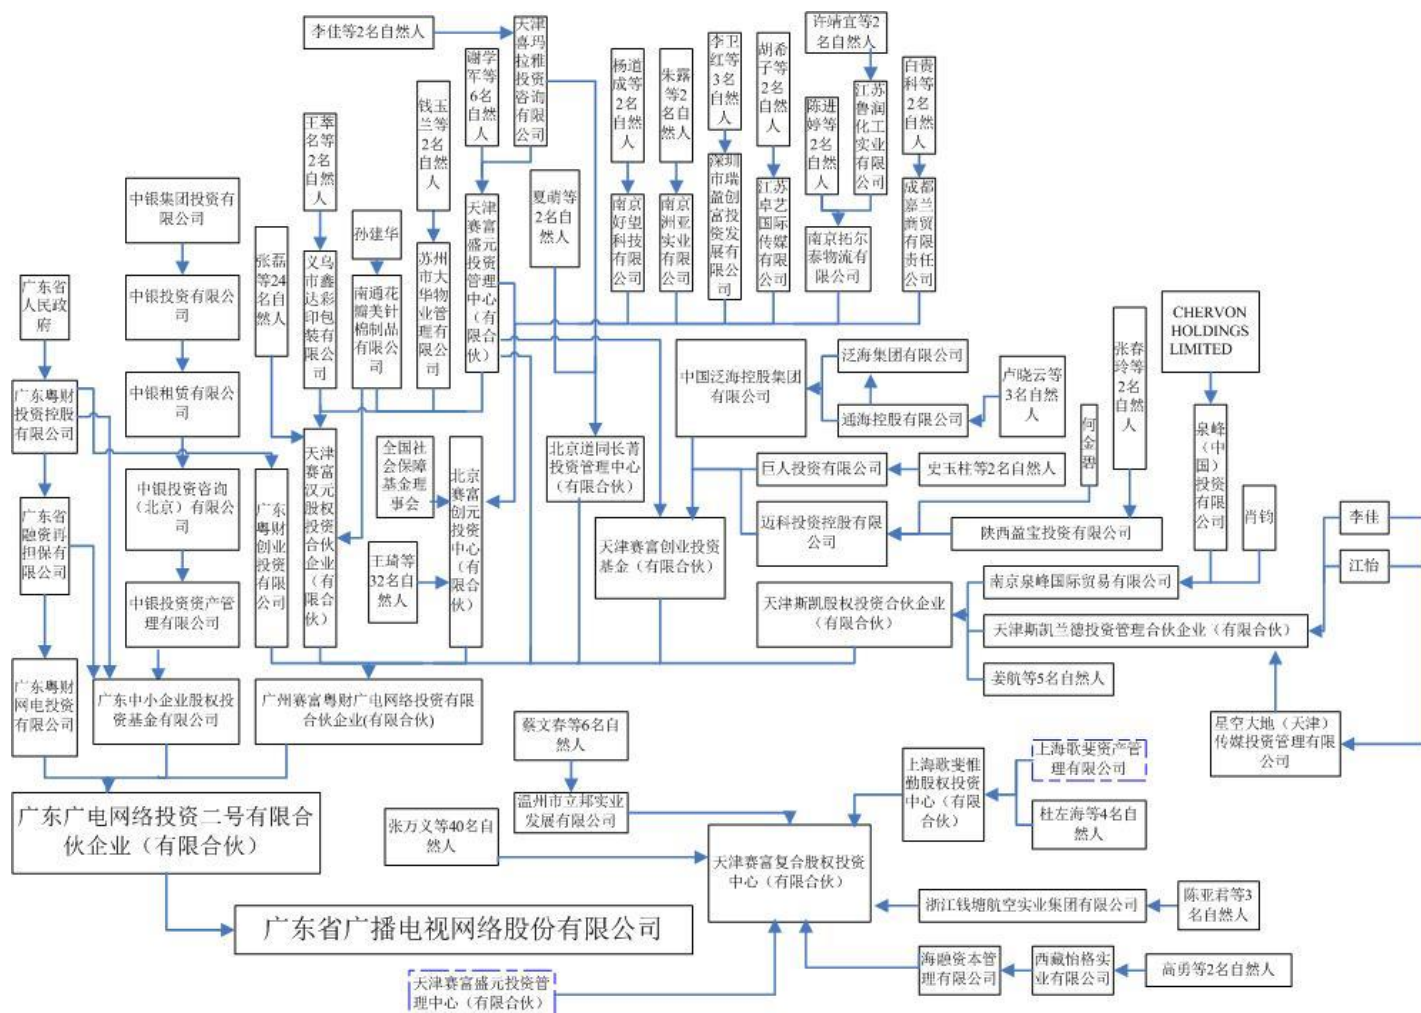 李佳等2名自然人
天津
喜玛
拉雅
投资
咨询
有限
公司
谢学
军等
6名
自然
人
钱玉
兰等
2名
自然
人
王萃
名等
2名
自然
人
杨道
成等
2名
自然
人
朱露
等2
名自
然人
李卫
红等
3名
自然
人
胡希
子等
2名
自然
人
许靖宜等2
名自然人
陈进
婷等
2名
自然
人
江苏
鲁润
化工
实业
有限
公司
白贵
科等
2名
自然
人
中银集团投资有
限公司
中银投资有限公
司
中银租赁有限公
司
中银投资咨询
（北京）有限公
司
中银投资资产管
理有限公司
张磊
等24
名自
然人
孙建华
义乌
市鑫
达彩
印包
装有
限公
司
南通花
瓣美针
棉制品
有限公
司
苏州
市大
华物
业管
理有
限公
司
天津
赛富
盛元
投资
管理
中心
（有
限合
伙）
夏萌等
2名自
然人
南京
好望
科技
有限
公司
南京
洲亚
实业
有限
公司
深圳
市瑞
盈创
富投
资发
展有
限公
司
江苏
卓艺
国际
传媒
有限
公司
南京拓尔
泰物流有
限公司
成都
嘉兰
商贸
有限
责任
公司
广东省
人民政
府
广东粤财
投资控股
有限公司
广东省
融资再
担保有
限公司
广东粤财
网电投资
有限公司
广东
粤财
创业
投资
有限
公司
天津
赛富
汉元
股权
投资
合伙
企业
（有
限合
伙）
全国社
会保障
基金理
事会
王琦等
32名自
然人
北京
赛富
创元
投资
中心
（有
限合
伙）
北京道同长菁
投资管理中心
（有限合伙）
天津赛富创业投资
基金（有限合伙）
中国泛海控股集团
有限公司
泛海集团有限公司
通海控股有限公司
卢晓云等
3名自然
人
巨人投资有限公司
史玉柱等2名自然人
迈科投资控股有限
公司
何金碧
陕西盈宝投资有限公司
张春
玲等
2名
自然
人
CHERVON
HOLDINGS
LIMITED
泉峰
（中
国）
投资
有限
公司
肖钧
李佳
江怡
南京泉峰国际贸易有限公司
天津斯凯股权投资合伙企业
（有限合伙）
天津斯凯兰德投资管理合伙企业（有限合伙）
姜航等5名自然人
星空大地（天津）
传媒投资管理有限
公司
广东中小企业股权投
资基金有限公司
广州赛富粤财广电网络投资有限
合伙企业(有限合伙)
广东广电网络投资二号有限合
伙企业（有限合伙）
广东省广播电视网络股份有限公司
蔡文春等6名自
然人
温州市立邦实业
发展有限公司
张万义等40名自
然人
天津赛富复合股权投资
中心（有限合伙）
上海歌斐惟
勤股权投资
中心（有限
合伙）
上海歌斐资产管
理有限公司
杜左海等4名自
然人
浙江钱塘航空实业集团有限公司
陈亚君等3
名自然人
海融资本管
理有限公司
西藏怡格实
业有限公司
高勇等2名自然人
天津赛富盛元投资管
理中心（有限合伙）